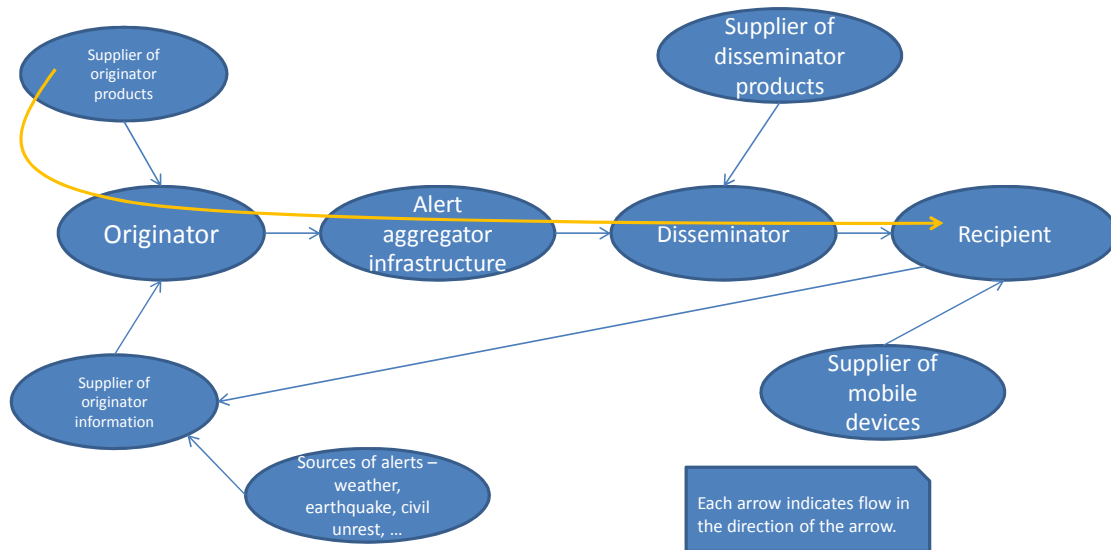 Supplier of
originator
products
Supplier of
disseminator
products
Originator
Alert
aggregator
infrastructure
Disseminator
Recipient
Supplier of
originator
information
Supplier of
mobile
devices
Sources of alerts –
weather,
earthquake, civil
unrest, ...
Each arrow indicates flow in
the direction of the arrow.